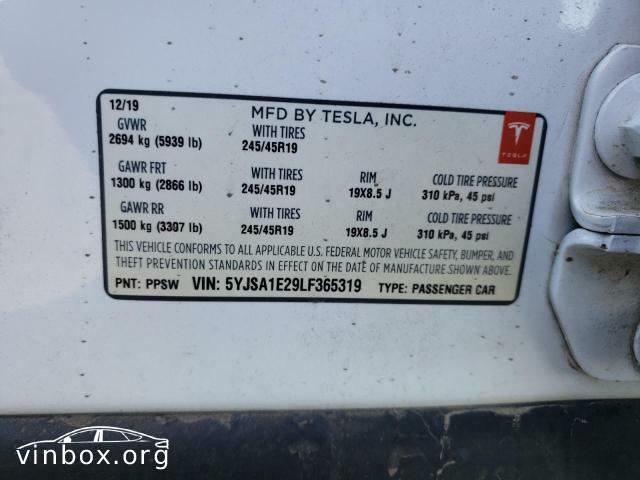 12/19 MFD BY TESLA, INC.
GVWR WITH TIRES
2694 kg (5939 lb) 245/45R19
TESLA
GAWR FRT WITH TIRES RIM COLD TIRE PRESSURE
1300 kg (2866 lb) 245/45R19 19X8.5 J 310 kPa, 45 psi
GAWR RR WITH TIRES RIM COLD TIRE PRESSURE
1500 kg (3307 lb) 245/45R19 19X8.5 J 310 kPa, 45 psi
THIS VEHICLE CONFORMS TO ALL APPLICABLE U.S. FEDERAL MOTOR VEHICLE SAFETY, BUMPER, AND
THEFT PREVENTION STANDARDS IN EFFECT ON THE DATE OF MANUFACTURE SHOWN ABOVE.
PNT: PPSW VIN: 5YJSA1E29LF365319 TYPE: PASSENGER CAR
vinbox.org